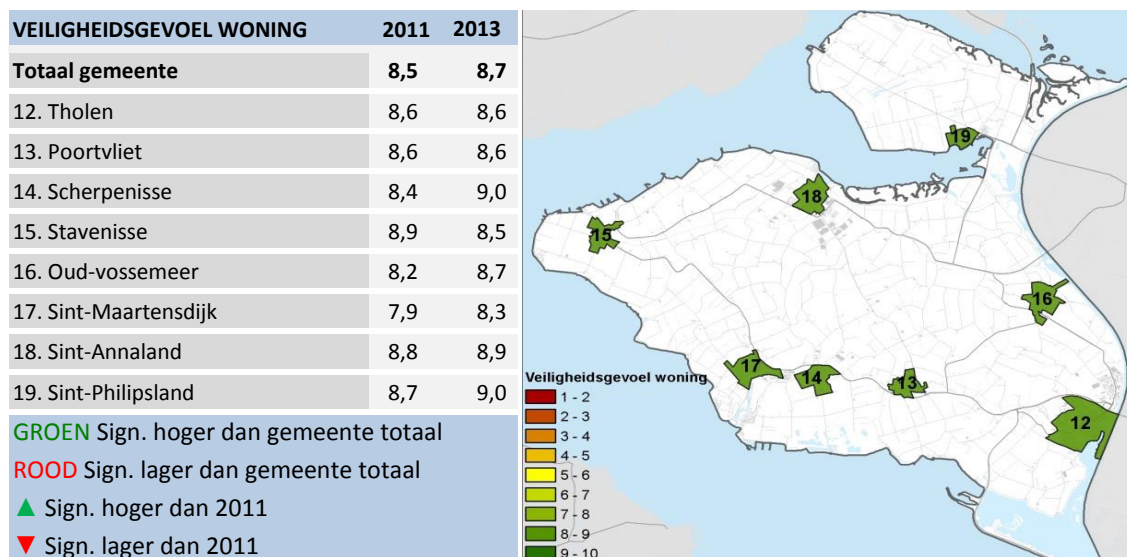 VEILIGHEIDSGEVOEL WONING 2011 2013
Totaal gemeente 8,5 8,7
12. Tholen 8,6 8,6
13. Poortvliet 8,6 8,6
14. Scherpenisse 8,4 9,0
15. Stavenisse 8,9 8,5
16. Oud-vossemeer 8,2 8,7
17. Sint-Maartensdijk 7,9 8,3
18. Sint-Annaland 8,8 8,9
19. Sint-Philipsland 8,7 9,0
GROEN Sign. hoger dan gemeente totaal
ROOD Sign. lager dan gemeente totaal
▲ Sign. hoger dan 2011
▼ Sign. lager dan 2011
19
18
15
16
17
14
13
12
Veiligheidsgevoel woning
1 - 2
2 - 3
3 - 4
4 - 5
5 - 6
6 - 7
7 - 8
8 - 9
9 - 10